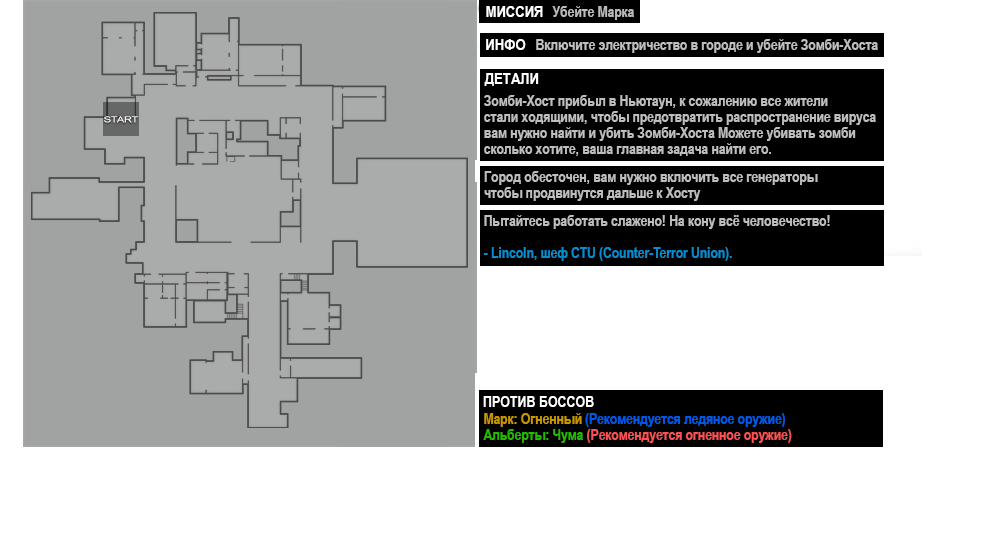 START
МИССИЯ Убейте Марка
ИНФО Включите электричество в городе и убейте Зомби-Хоста
ДЕТАЛИ
Зомби-Хост прибыл в Ньютаун, к сожалению все жители
стали ходящими, чтобы предотвратить распространение вируса
вам нужно найти и убить Зомби-Хоста Можете убивать зомби
сколько хотите, ваша главная задача найти его.
Город обесточен, вам нужно включить все генераторы
чтобы продвинутся дальше к Хосту
Пытайтесь работать слажено! На кону всё человечество!
- Lincoln, шеф CTU (Counter-Terror Union).
ПРОТИВ БОССОВ
Марк: Огненный (Рекомендуется ледяное оружие)
Альберты: Чума (Рекомендуется огненное оружие)